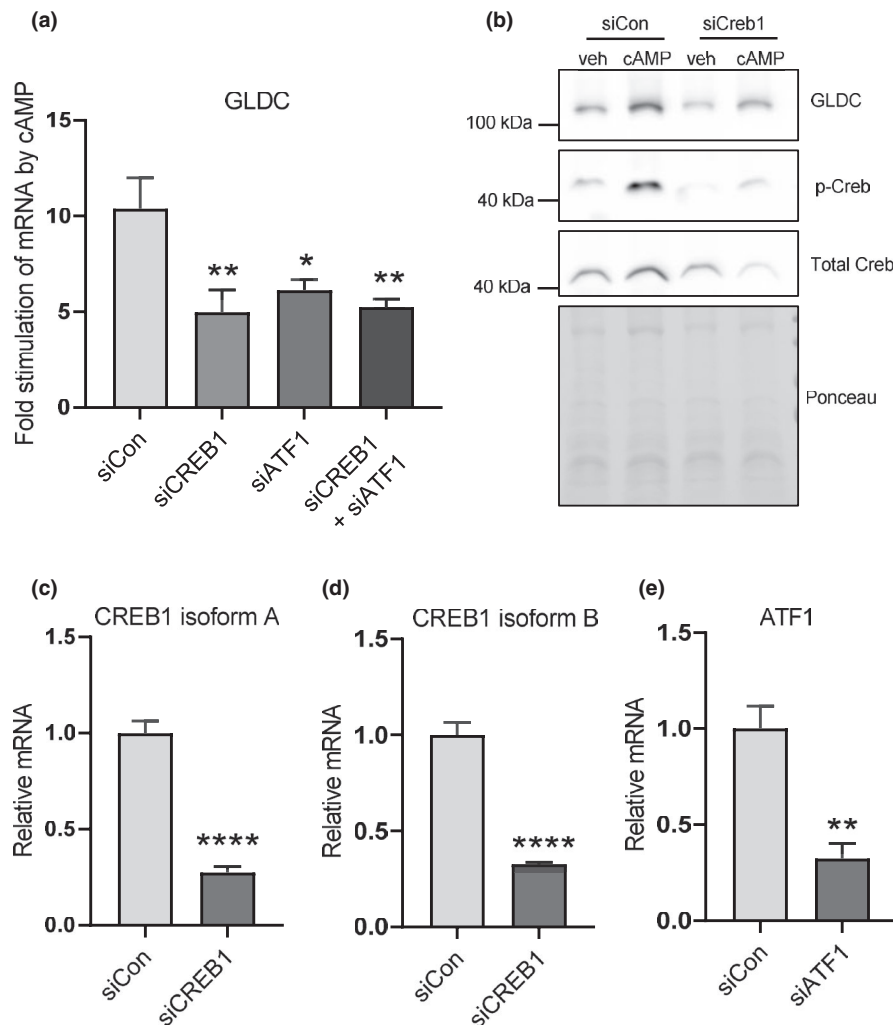 (a)
GLDC
Fold stimulation of mRNA by cAMP
15
10
5
0
**
*
**
siCon
siCREB1
siATF1
siCREB1
+ siATF1
(b)
siCon siCreb1
veh cAMP veh cAMP
GLDC
100 kDa
p-Creb
40 kDa
Total Creb
40 kDa
Ponceau
(c)
CREB1 isoform A
Relative mRNA
1.5
1.0
0.5
0.0
****
siCon
siCREB1
(d)
CREB1 isoform B
Relative mRNA
1.5
1.0
0.5
0.0
****
siCon
siCREB1
(e)
ATF1
Relative mRNA
1.5
1.0
0.5
0.0
**
siCon
siATF1